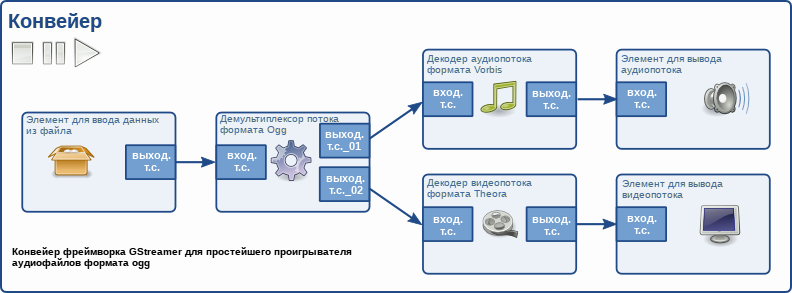 Конвейер
Элемент для ввода данных
из файла
выход.
т.с.
Демультиплексор потока
формата Ogg
вход.
т.с.
выход.
т.с._01
выход.
т.с._02
Декодер аудиопотока
формата Vorbis
вход.
т.с.
выход.
т.с.
Элемент для вывода
аудиопотока
вход.
т.с.
Декодер видеопотока
формата Theora
вход.
т.с.
выход.
т.с.
Элемент для вывода
видеопотока
вход.
т.с.
Конвейер фреймворка GStreamer для простейшего проигрывателя
аудиофайлов формата ogg